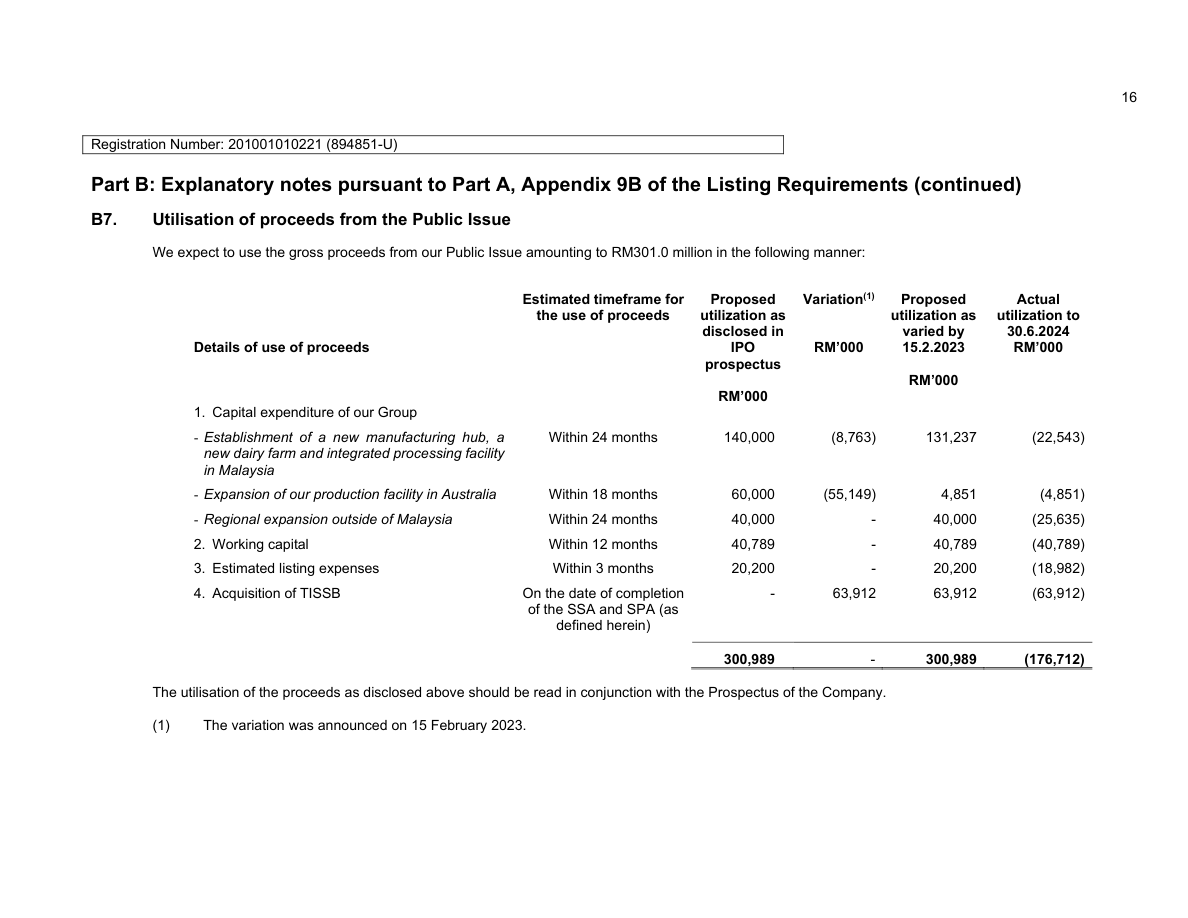 16
Registration Number: 201001010221 (894851-U)
Part B: Explanatory notes pursuant to Part A, Appendix 9B of the Listing Requirements (continued)
B7. Utilisation of proceeds from the Public Issue
We expect to use the gross proceeds from our Public Issue amounting to RM301.0 million in the following manner:
Details of use of proceeds
Estimated timeframe for
the use of proceeds
Proposed
utilization as
disclosed in
IPO
prospectus
RM’000
Variation(1)
RM’000
Proposed
utilization as
varied by
15.2.2023
RM’000
Actual
utilization to
30.6.2024
RM’000
1. Capital expenditure of our Group
- Establishment of a new manufacturing hub, a Within 24 months 140,000 (8,763) 131,237 (22,543)
new dairy farm and integrated processing facility
in Malaysia
- Expansion of our production facility in Australia Within 18 months 60,000 (55,149) 4,851 (4,851)
- Regional expansion outside of Malaysia Within 24 months 40,000 - 40,000 (25,635)
2. Working capital Within 12 months 40,789 - 40,789 (40,789)
3. Estimated listing expenses Within 3 months 20,200 - 20,200 (18,982)
4. Acquisition of TISSB On the date of completion - 63,912 63,912 (63,912)
of the SSA and SPA (as
defined herein)
300,989 - 300,989 (176,712)
The utilisation of the proceeds as disclosed above should be read in conjunction with the Prospectus of the Company.
(1) The variation was announced on 15 February 2023.